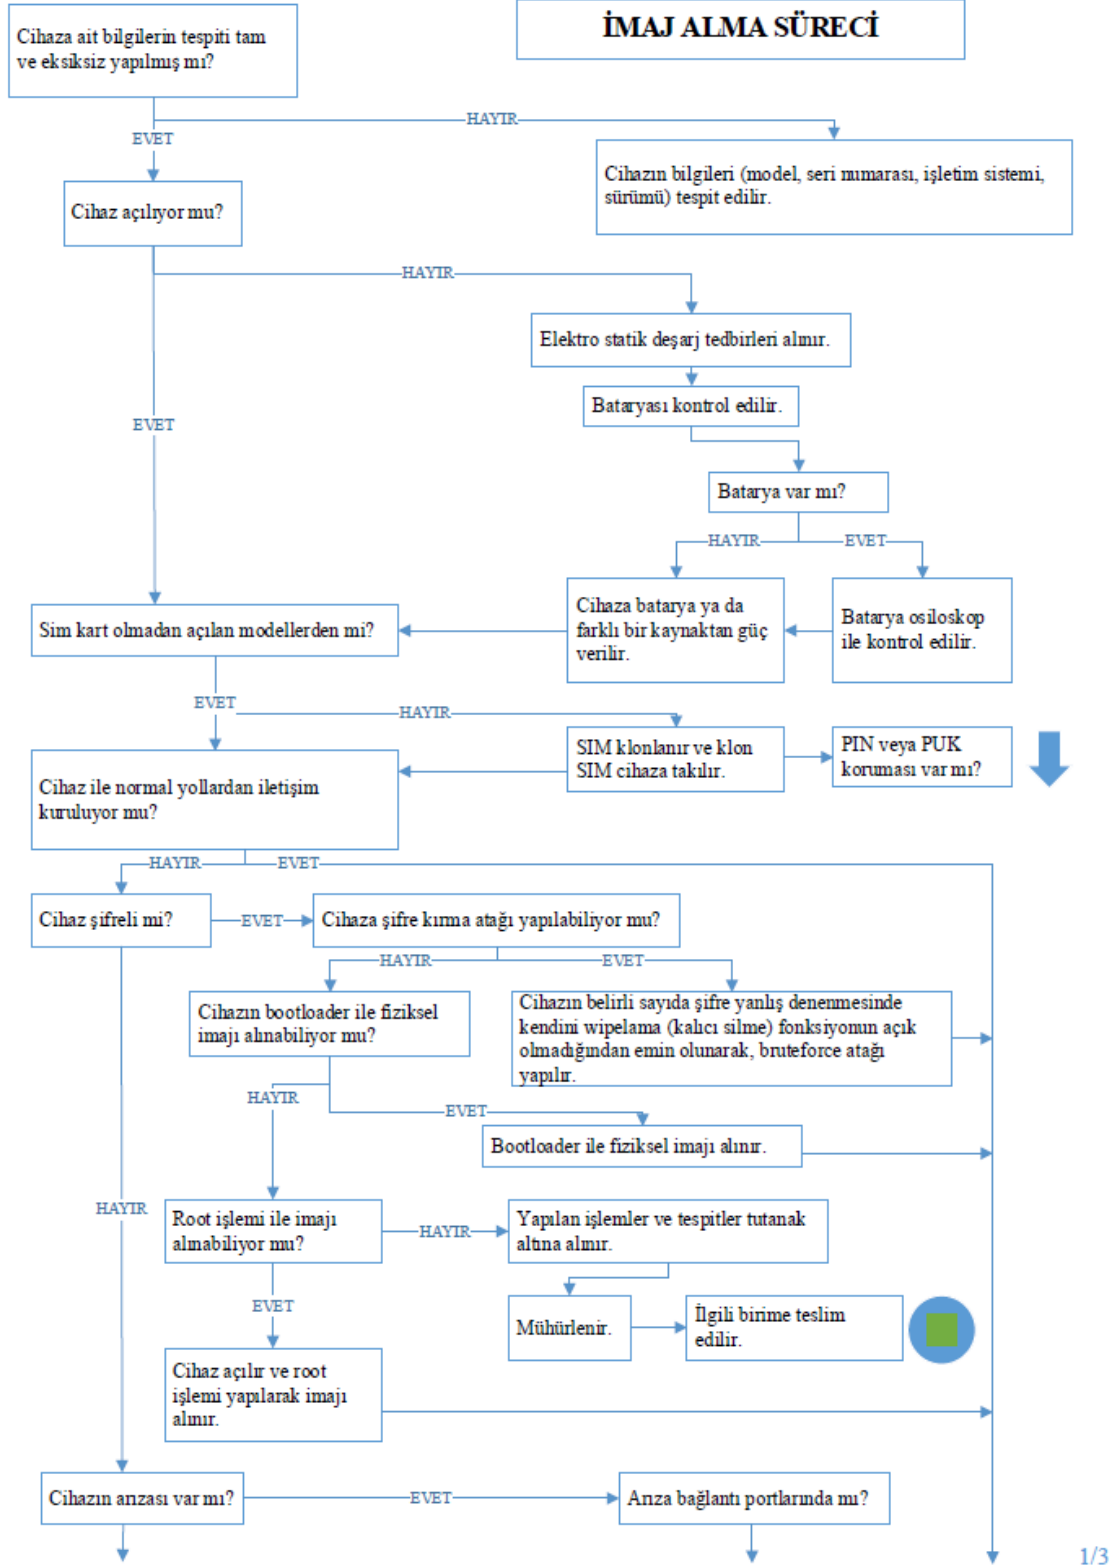 İMAJ ALMA SÜRECİ
Cihaza ait bilgilerin tespiti tam
ve eksiksiz yapılmış mı?
HAYIR
EVET
Cihazın bilgileri (model, seri numarası, işletim sistemi,
sürümü) tespit edilir.
Cihaz açılıyor mu?
HAYIR
Elektro statik deşarj tedbirleri alınır.
Bataryası kontrol edilir.
EVET
Batarya var mı?
HAYIR
EVET
Cihaza batarya ya da
farklı bir kaynaktan güç
verilir.
Batarya osiloskop
ile kontrol edilir.
Sim kart olmadan açılan modellerden mi?
EVET
HAYIR
SIM klonlanır ve klon
SIM cihaza takılır.
PIN veya PUK
koruması var mı?
Cihaz ile normal yollardan iletişim
kuruluyor mu?
HAYIR
EVET
Cihaz şifreli mi?
EVET
Cihaza şifre kırma atağı yapılabiliyor mu?
HAYIR
EVET
Cihazın bootloader ile fiziksel
imajı alınabiliyor mu?
Cihazın belirli sayıda şifre yanlış denenmesinde
kendini wipelama (kalıcı silme) fonksiyonun açık
olmadığından emin olunarak, bruteforce atağı
yapılır.
HAYIR
EVET
Bootloader ile fiziksel imajı alınır.
HAYIR
Root işlemi ile imajı
alınabiliyor mu?
HAYIR
Yapılan işlemler ve tespitler tutanak
altına alınır.
EVET
Mühürlenir.
İlgili birime teslim
edilir.
Cihaz açılır ve root
işlemi yapılarak imajı
alınır.
Cihazın arızası var mı?
EVET
Arıza bağlantı portlarında mı?
1/3